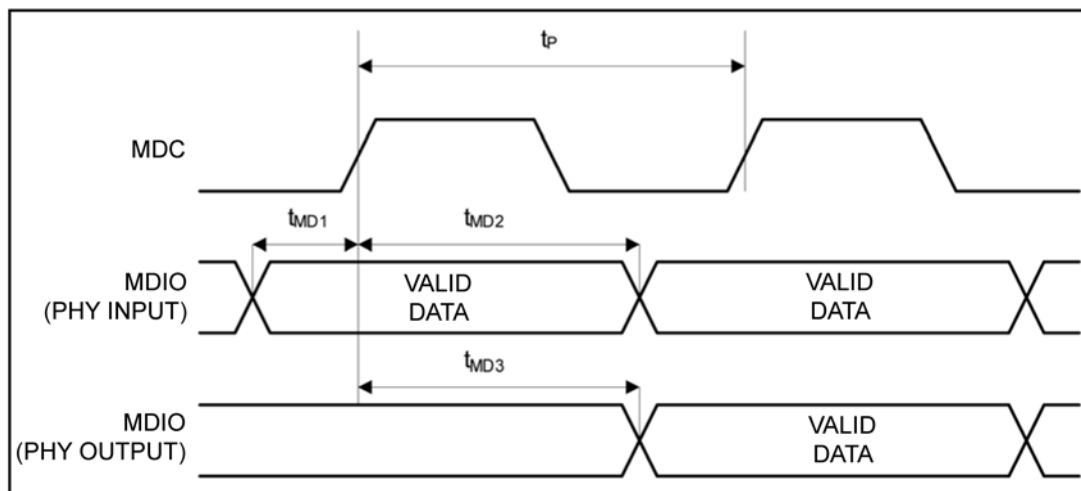 tP
MDC
tMD1
tMD2
MDIO
(PHY INPUT)
VALID
DATA
VALID
DATA
tMD3
MDIO
(PHY OUTPUT)
VALID
DATA